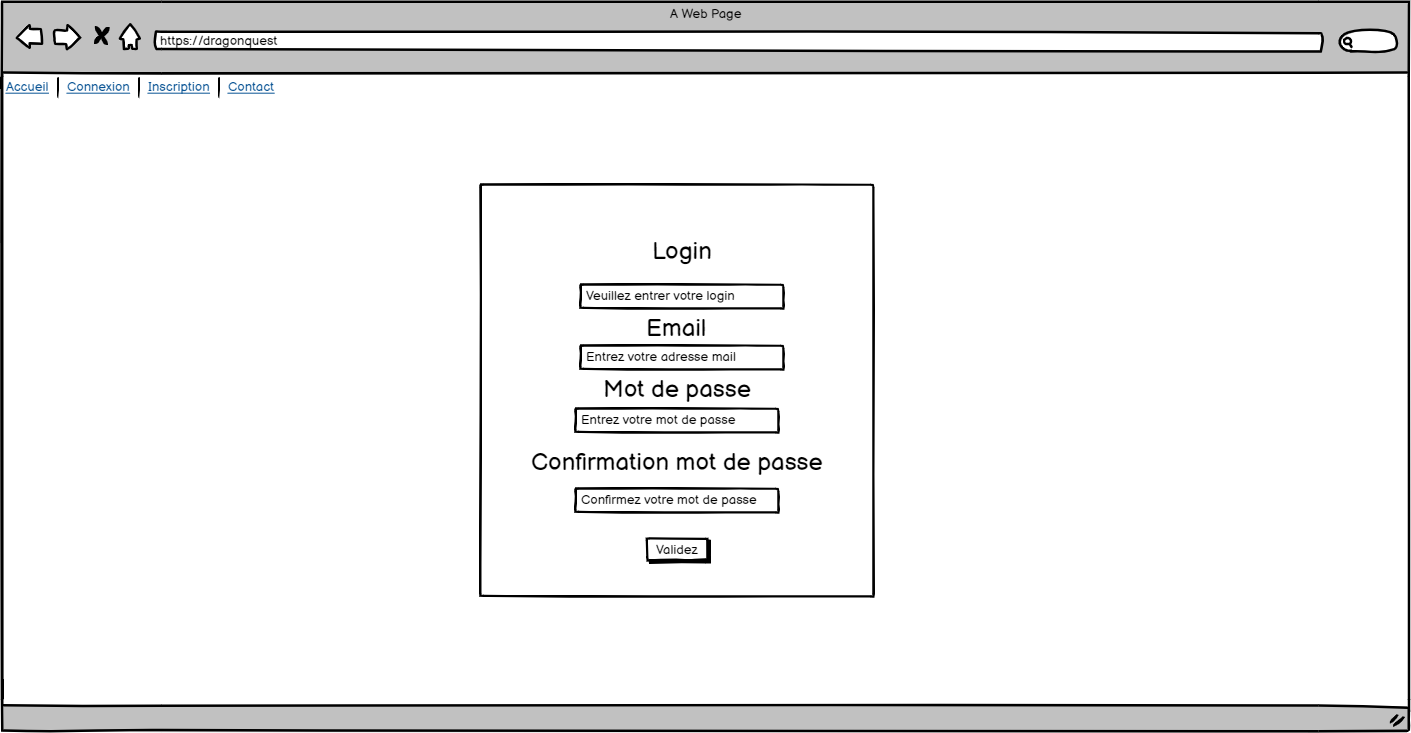 A Web Page
https://dragonquest
Accueil Connexion Inscription Contact
Login
Veuillez entrer votre login
Email
Entrez votre adresse mail
Mot de passe
Entrez votre mot de passe
Confirmation mot de passe
Confirmez votre mot de passe
Validez